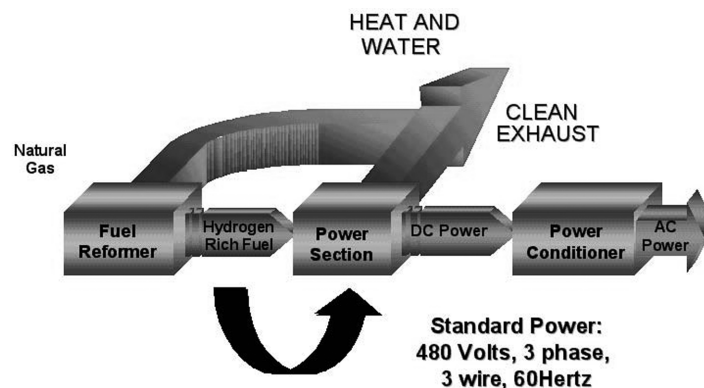 HEAT AND
WATER
CLEAN
EXHAUST
Natural
Gas
Fuel
Reformer
Hydrogen
Rich Fuel
Power
Section
DC Power
Power
Conditioner
AC
Power
Standard Power:
480 Volts, 3 phase,
3 wire, 60Hertz